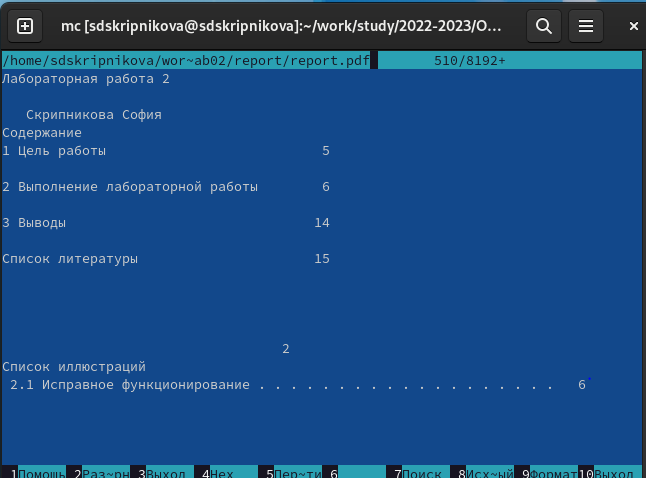 mc [sdskripnikova@sdskripnikova]:~/work/study/2022-2023/O...
/home/sdskripnikova/wor~ab02/report/report.pdf 510/8192+
Лабораторная работа 2
Скрипникова София
Содержание
1 Цель работы 5
2 Выполнение лабораторной работы 6
3 Выводы 14
Список литературы 15
2
Список иллюстраций
2.1 Исправное функционирование . . . . . . . . . . . . . . . . . . . 6
1Помощь 2Раз~рн 3Выход 4Hex 5Пер~ти 6 7Поиск 8Исх~ый 9Формат 10Выход